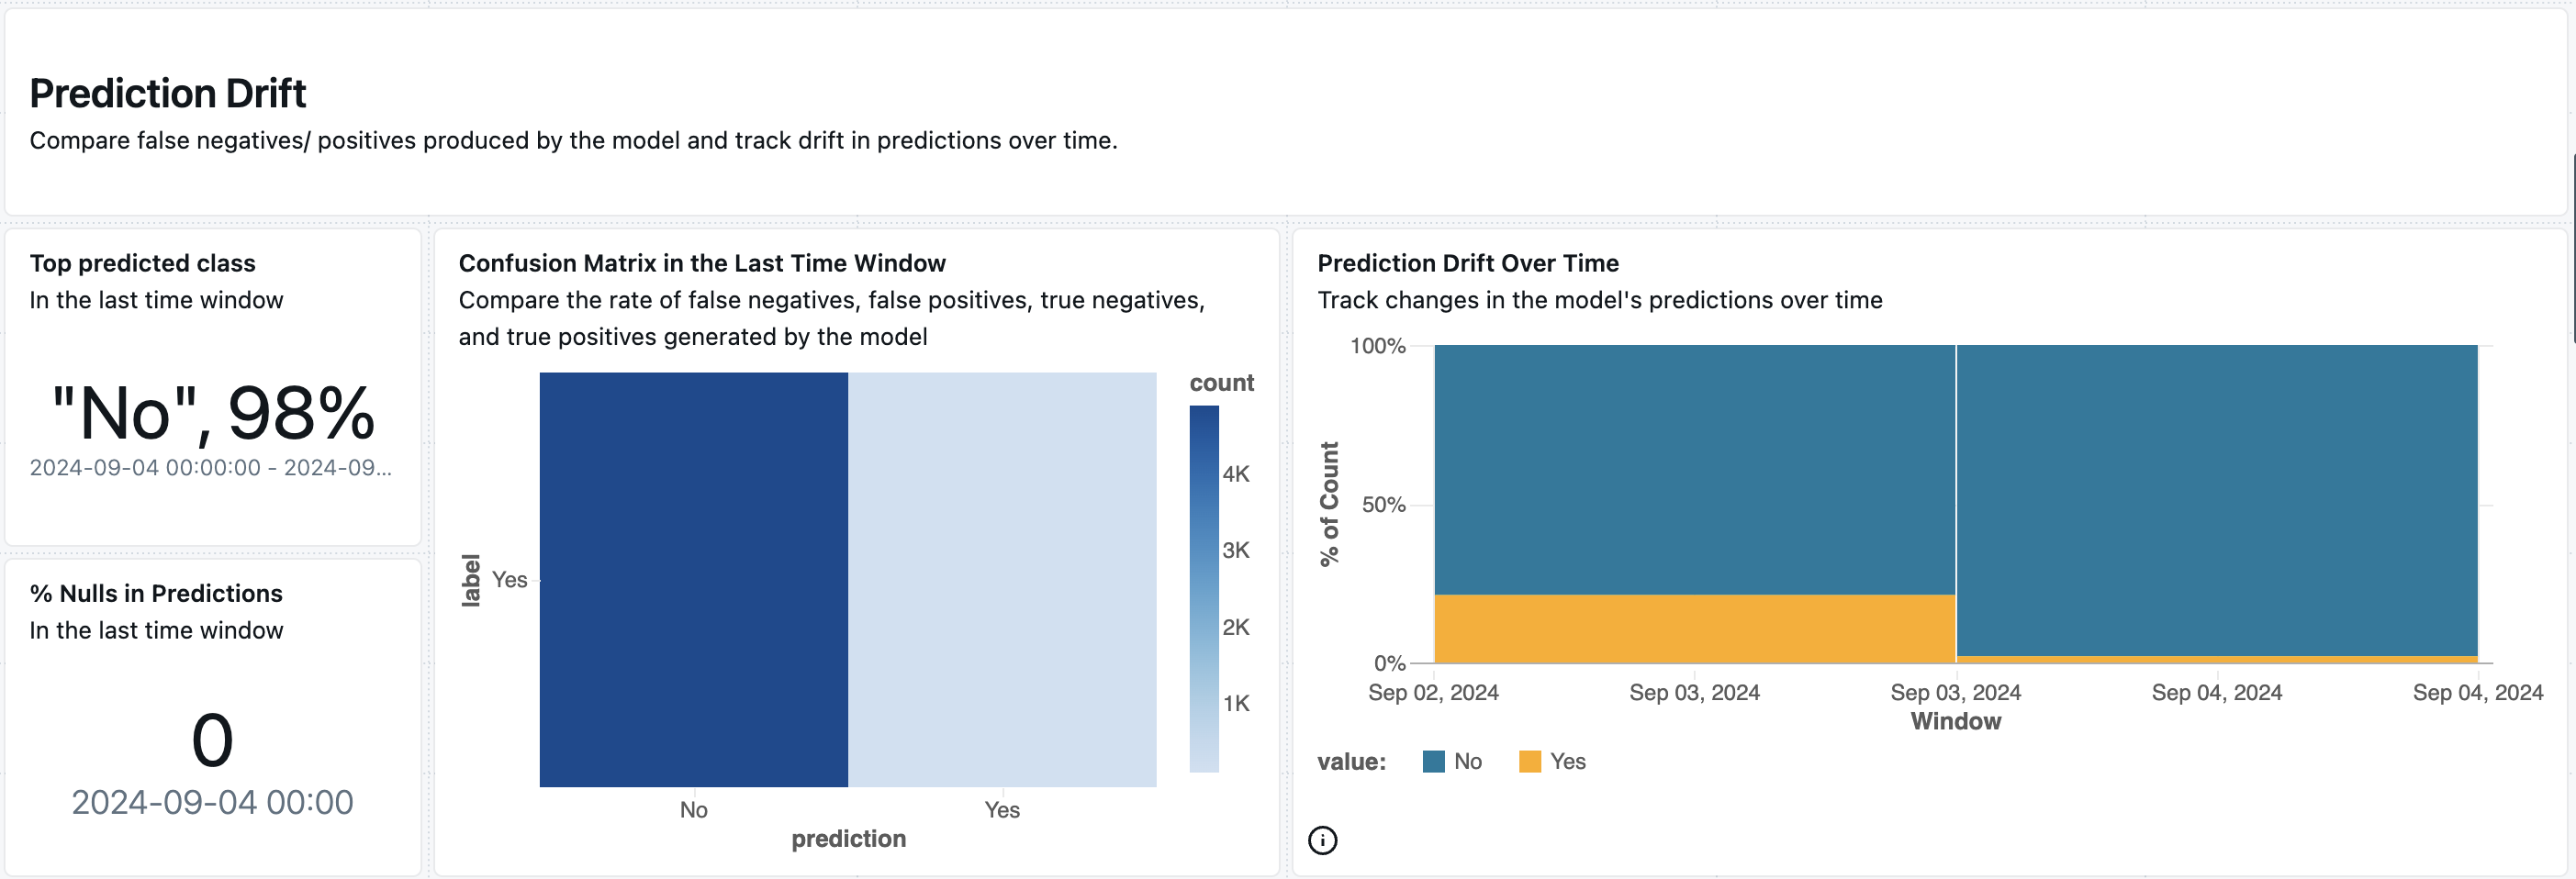 Prediction Drift
Compare false negatives/ positives produced by the model and track drift in predictions over time.
Top predicted class
In the last time window
"No", 98%
2024-09-04 00:00:00 - 2024-09...
% Nulls in Predictions
In the last time window
0
2024-09-04 00:00
Confusion Matrix in the Last Time Window
Compare the rate of false negatives, false positives, true negatives,
and true positives generated by the model
label
Yes
No
Yes
prediction
count
4K
3K
2K
1K
Prediction Drift Over Time
Track changes in the model's predictions over time
% of Count
100%
50%
0%
Sep 02, 2024
Sep 03, 2024
Sep 03, 2024
Sep 04, 2024
Sep 04, 2024
Window
value:
No
Yes
i